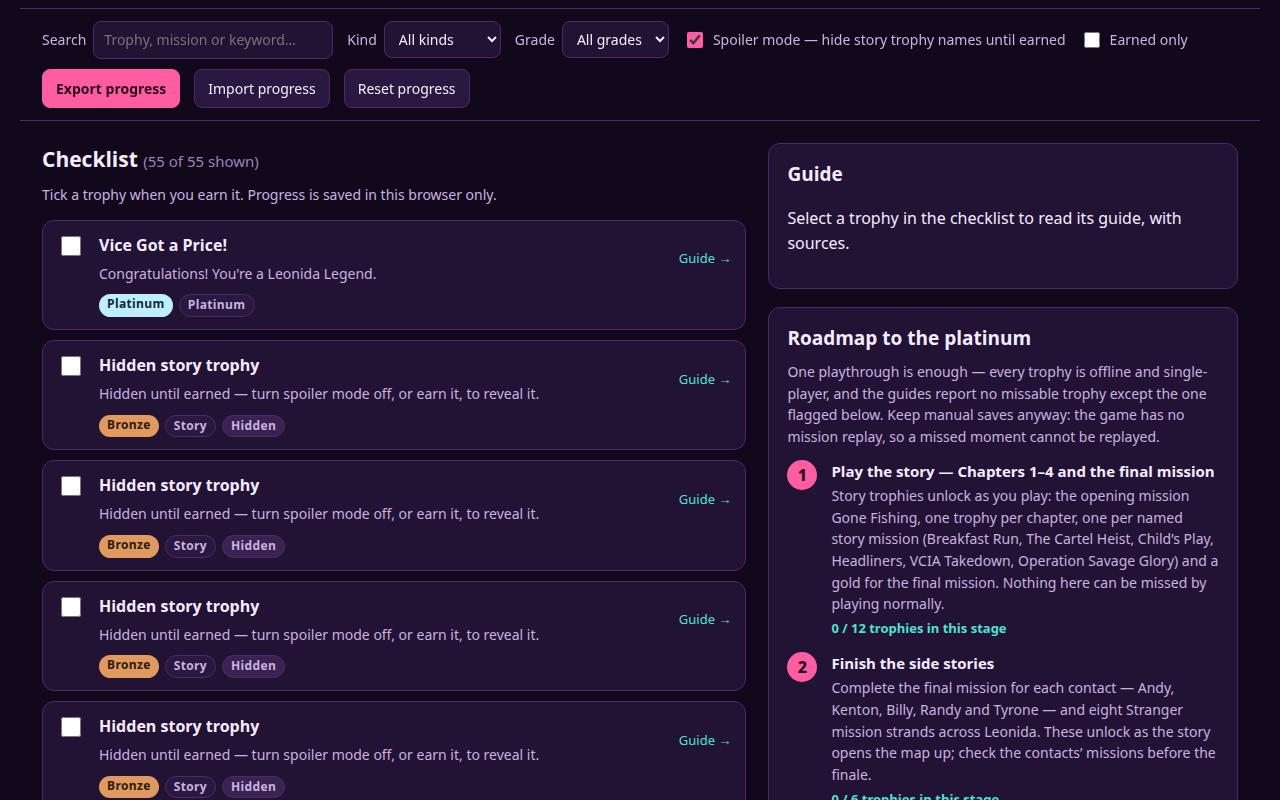 Search Trophy, mission or keyword... Kind All kinds Grade All grades Spoiler mode — hide story trophy names until earned Earned only
Export progress Import progress Reset progress
Checklist (55 of 55 shown)
Tick a trophy when you earn it. Progress is saved in this browser only.
Vice Got a Price!
Guide →
Congratulations! You're a Leonida Legend.
Platinum Platinum
Hidden story trophy
Guide →
Hidden until earned — turn spoiler mode off, or earn it, to reveal it.
Bronze Story Hidden
Hidden story trophy
Guide →
Hidden until earned — turn spoiler mode off, or earn it, to reveal it.
Bronze Story Hidden
Hidden story trophy
Guide →
Hidden until earned — turn spoiler mode off, or earn it, to reveal it.
Bronze Story Hidden
Hidden story trophy
Guide →
Hidden until earned — turn spoiler mode off, or earn it, to reveal it.
Bronze Story Hidden
Guide
Select a trophy in the checklist to read its guide, with
sources.
Roadmap to the platinum
One playthrough is enough — every trophy is offline and single-
player, and the guides report no missable trophy except the one
flagged below. Keep manual saves anyway: the game has no
mission replay, so a missed moment cannot be replayed.
1 Play the story — Chapters 1–4 and the final mission
Story trophies unlock as you play: the opening mission
Gone Fishing, one trophy per chapter, one per named
story mission (Breakfast Run, The Cartel Heist, Child’s Play,
Headliners, VCIA Takedown, Operation Savage Glory) and a
gold for the final mission. Nothing here can be missed by
playing normally.
0 / 12 trophies in this stage
2 Finish the side stories
Complete the final mission for each contact — Andy,
Kenton, Billy, Randy and Tyrone — and eight Stranger
mission strands across Leonida. These unlock as the story
opens the map up; check the contacts’ missions before the
finale.
0 / 6 trophies in this stage